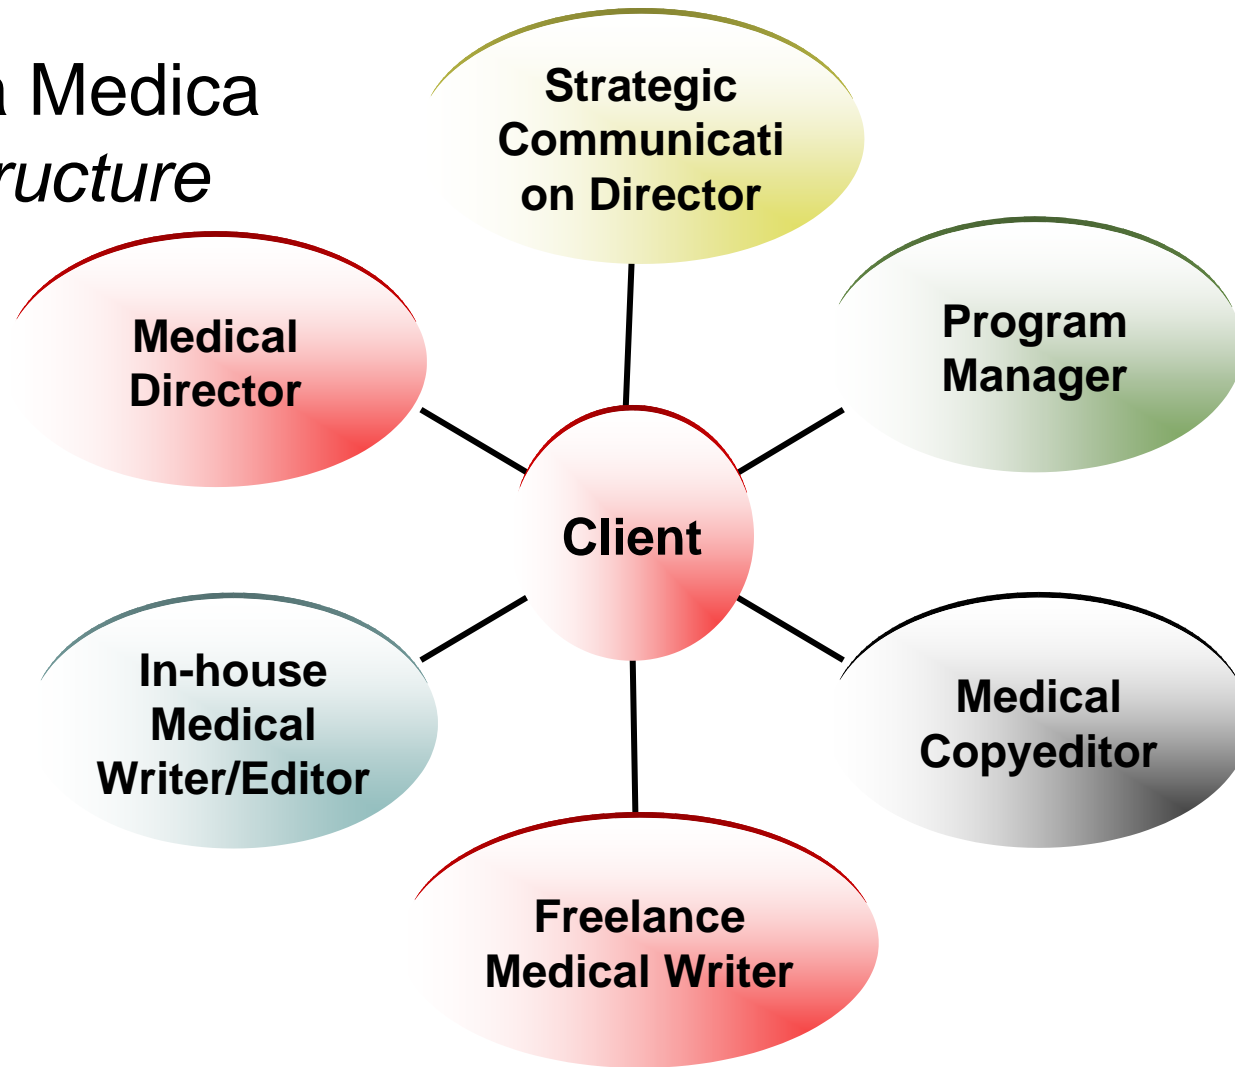 a Medica
ructure
Strategic
Communicati
on Director
Medical
Director
Program
Manager
Client
In-house
Medical
Writer/Editor
Medical
Copyeditor
Freelance
Medical Writer